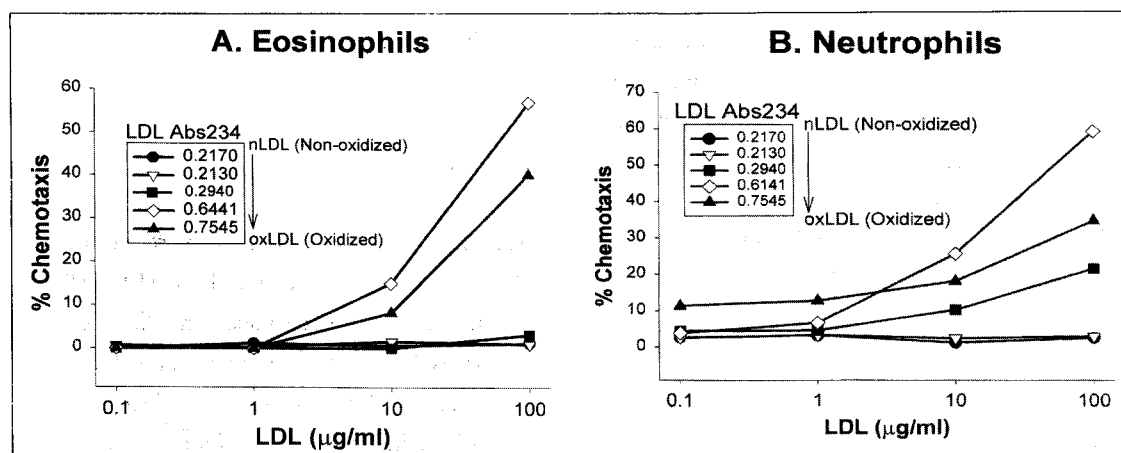 A. Eosinophils
60
50
40
30
20
10
0
% Chemotaxis
LDL Abs234
0.2170
0.2130
0.2940
0.6441
0.7545
nLDL (Non-oxidized)
oxLDL (Oxidized)
0.1
1
10
100
LDL (µg/ml)
B. Neutrophils
70
60
50
40
30
20
10
0
% Chemotaxis
LDL Abs234
0.2170
0.2130
0.2940
0.6141
0.7545
nLDL (Non-oxidized)
oxLDL (Oxidized)
0.1
1
10
100
LDL (µg/ml)